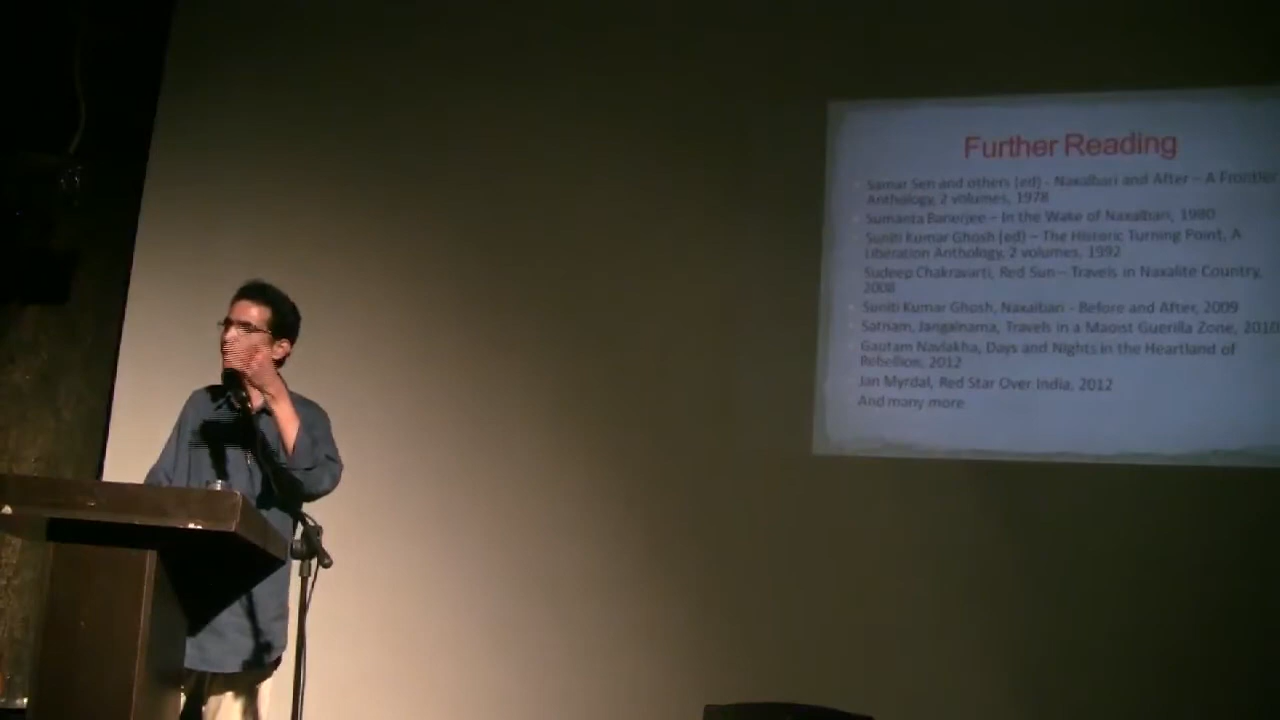 Further Reading
Samar Sen and others (ed) - Naxalbari and After – A Frontier
Anthology, 2 volumes, 1978
Sumanta Banerjee – In the Wake of Naxalbari, 1980
Suniti Kumar Ghosh (ed) – The Historic Turning Point, A
Liberation Anthology, 2 volumes, 1992
Sudeep Chakravarti, Red Sun – Travels in Naxalite Country,
2008
Suniti Kumar Ghosh, Naxalbari - Before and After, 2009
Satnam, Jangalnama, Travels in a Maoist Guerilla Zone, 2010
Gautam Navlakha, Days and Nights in the Heartland of
Rebellion, 2012
Jan Myrdal, Red Star Over India, 2012
And many more